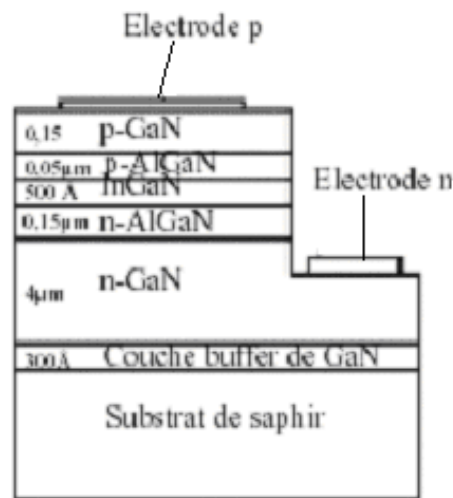 Electrode p
0,15 p-GaN
0,05µm p-AlGaN
500 A InGaN
0,15µm n-AlGaN
Electrode n
4µm n-GaN
300Å Couche buffer de GaN
Substrat de saphir